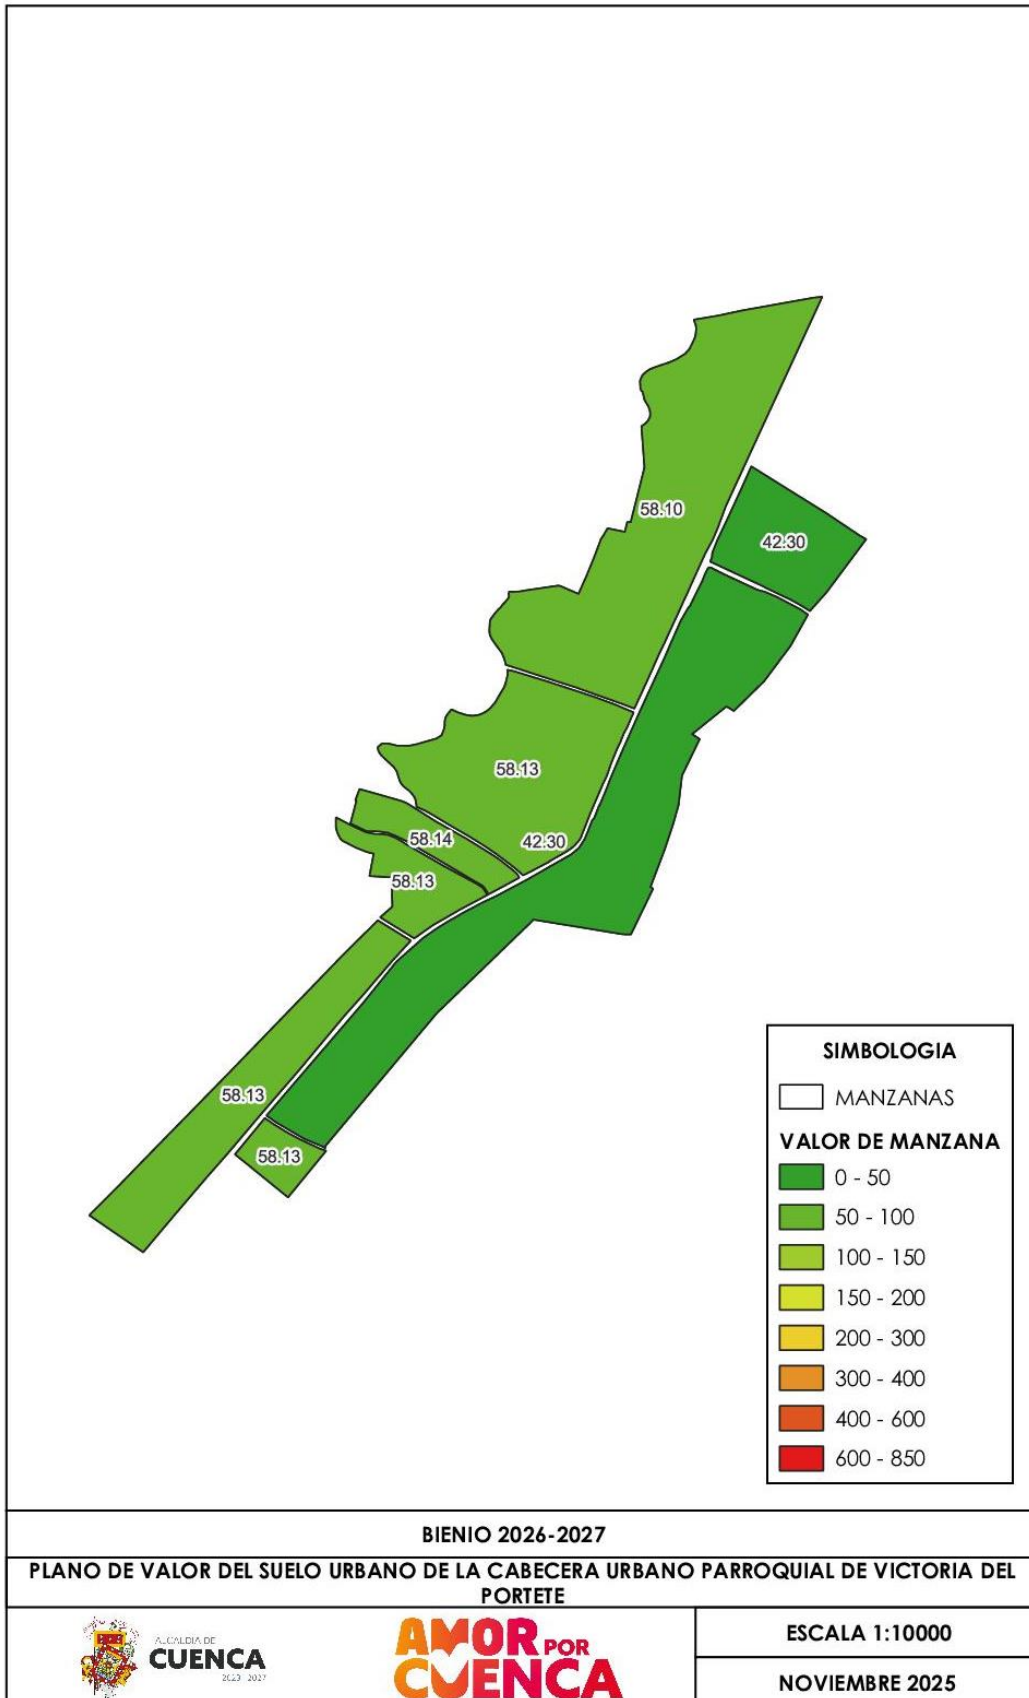 58.10
42.30
58.13
58.14
42.30
58.13
58.13
58.13
SIMBOLOGIA
MANZANAS
VALOR DE MANZANA
0 - 50
50 - 100
100 - 150
150 - 200
200 - 300
300 - 400
400 - 600
600 - 850
BIENIO 2026-2027
PLANO DE VALOR DEL SUELO URBANO DE LA CABECERA URBANO PARROQUIAL DE VICTORIA DEL
PORTETE
ALCALDIA DE
CUENCA
2023 - 2027
AMOR POR
CUENCA
ESCALA 1:10000
NOVIEMBRE 2025